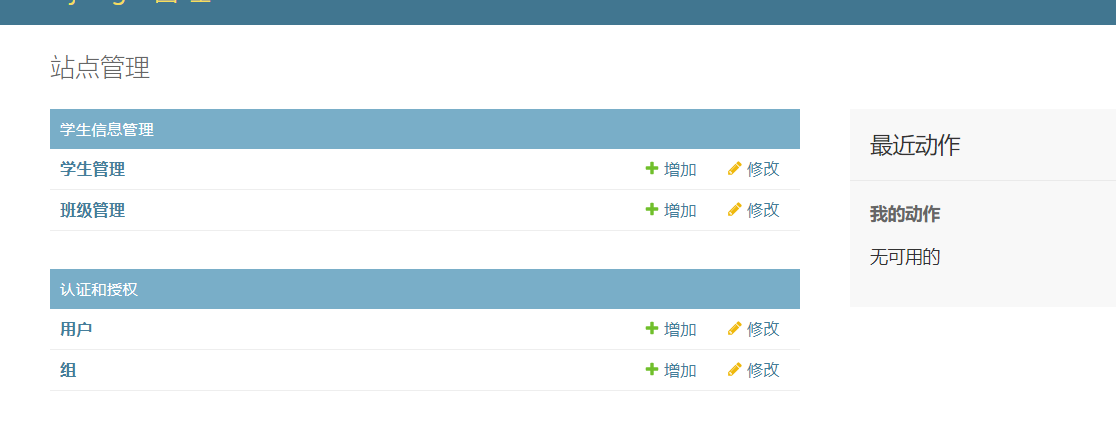 站点管理
学生信息管理
学生管理 增加 修改
班级管理 增加 修改
认证和授权
用户 增加 修改
组 增加 修改
最近动作
我的动作
无可用的